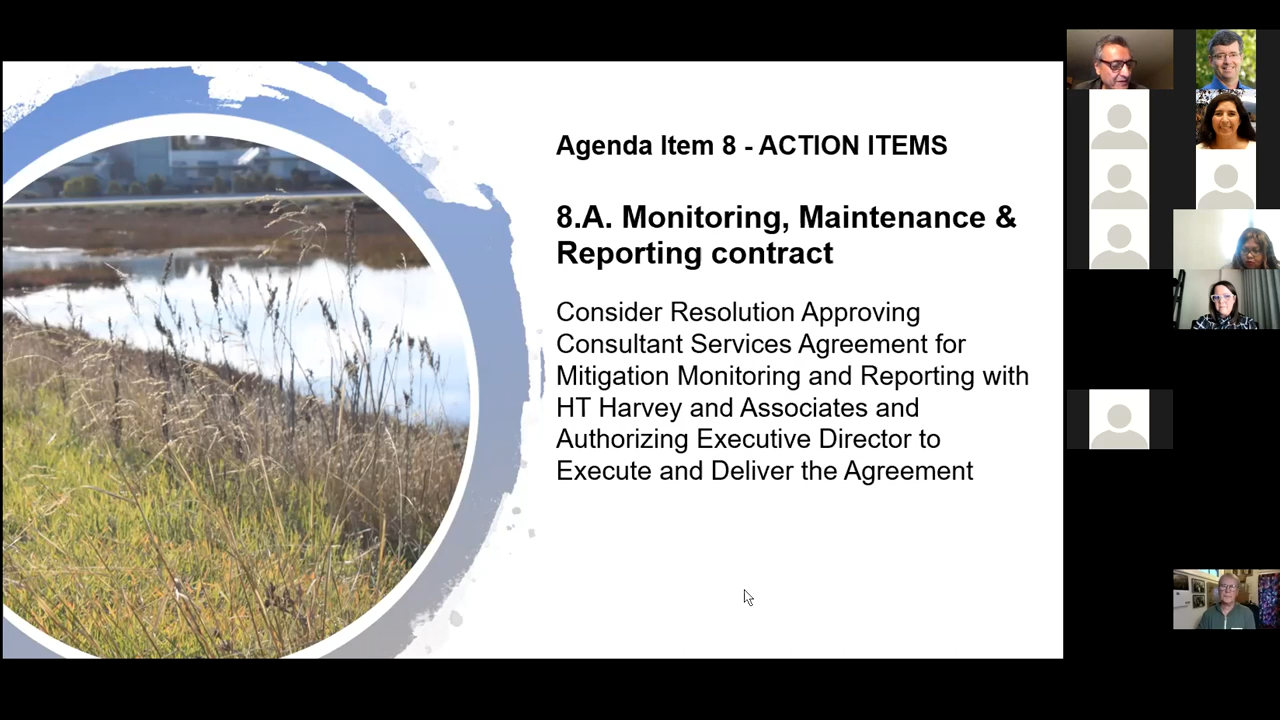 Agenda Item 8 - ACTION ITEMS
8.A. Monitoring, Maintenance &
Reporting contract
Consider Resolution Approving
Consultant Services Agreement for
Mitigation Monitoring and Reporting with
HT Harvey and Associates and
Authorizing Executive Director to
Execute and Deliver the Agreement